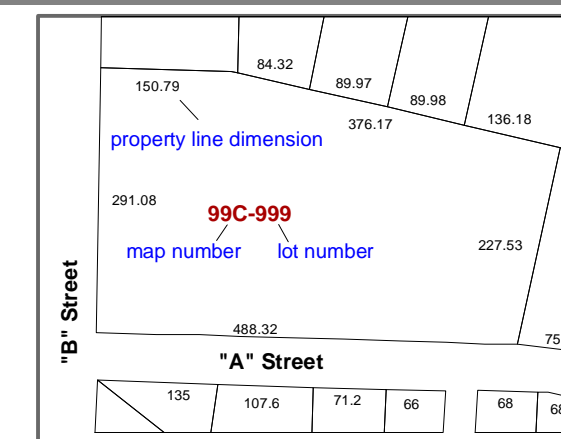 84.32
150.79
89.97
89.98
136.18
376.17
property line dimension
291.08
99C-999
map number
lot number
227.53
"B" Street
488.32
75
"A" Street
135
107.6
71.2
66
68
68